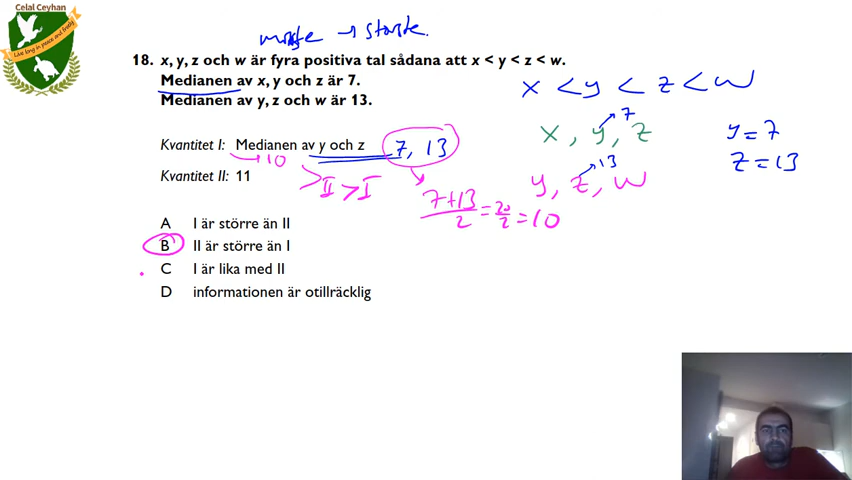 Celal Ceyhan
Live long in peace and dignity
→ största.
18. x, y, z och w är fyra positiva tal sådana att x < y < z < w.
Medianen av x, y och z är 7.
Medianen av y, z och w är 13.
x < y < z < w
x, y, z
7
y = 7
z = 13
Kvantitet I: Medianen av y och z 7, 13
10
y, z, w
13
Kvantitet II: 11
> II > I
7+13/2 = 20/2 = 10
A I är större än II
B II är större än I
C I är lika med II
D informationen är otillräcklig